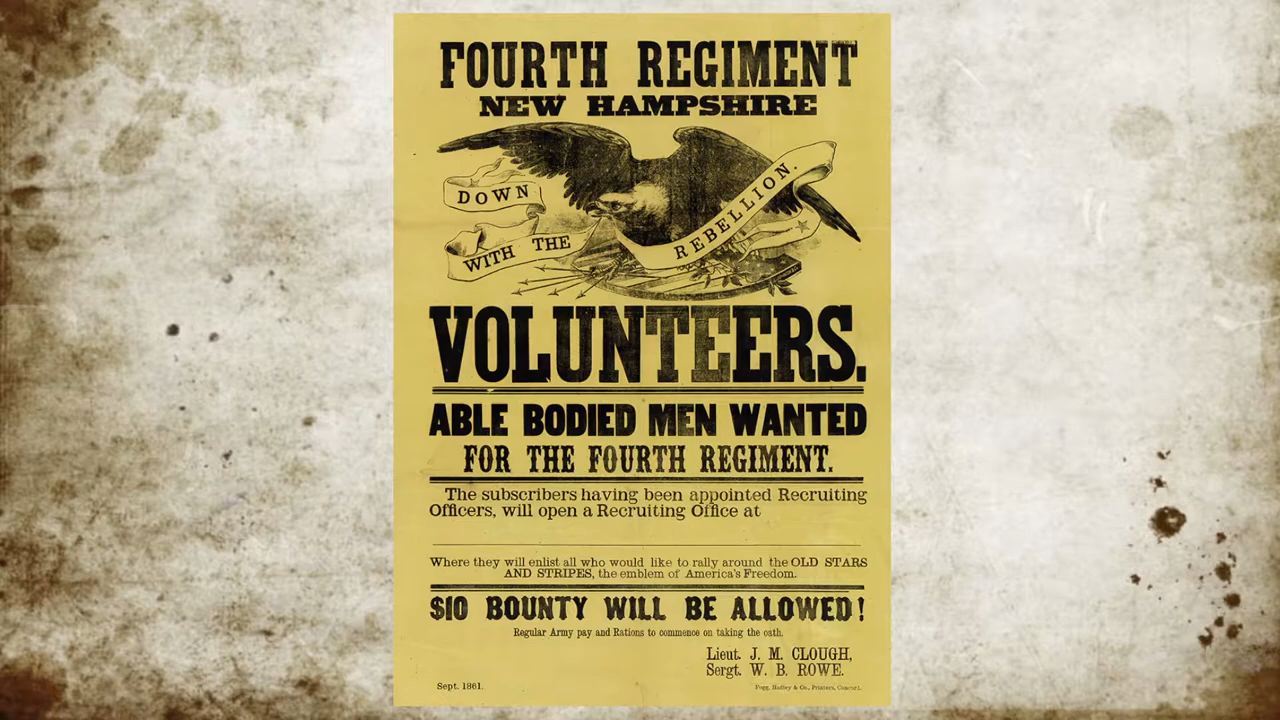 FOURTH REGIMENT
NEW HAMPSHIRE
DOWN
WITH THE
REBELLION.
VOLUNTEERS.
ABLE BODIED MEN WANTED
FOR THE FOURTH REGIMENT.
The subscribers having been appointed Recruiting
Officers, will open a Recruiting Office at
Where they will enlist all who would like to rally around the OLD STARS
AND STRIPES, the emblem of America's Freedom.
$10 BOUNTY WILL BE ALLOWED!
Regular Army pay and Rations to commence on taking the oath.
Lieut. J. M. CLOUGH,
Sergt. W. B. ROWE.
Sept. 1861.
Fogg, Hadley & Co., Printers, Concord.